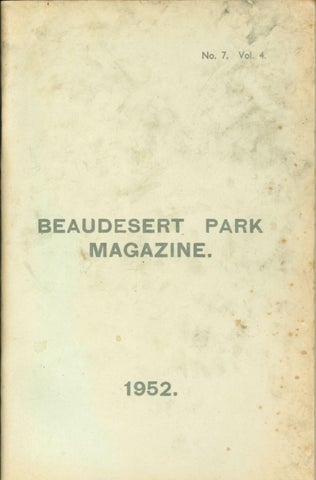 No. 7. Vol. 4.
BEAUDESERT PARK
MAGAZINE.
1952.